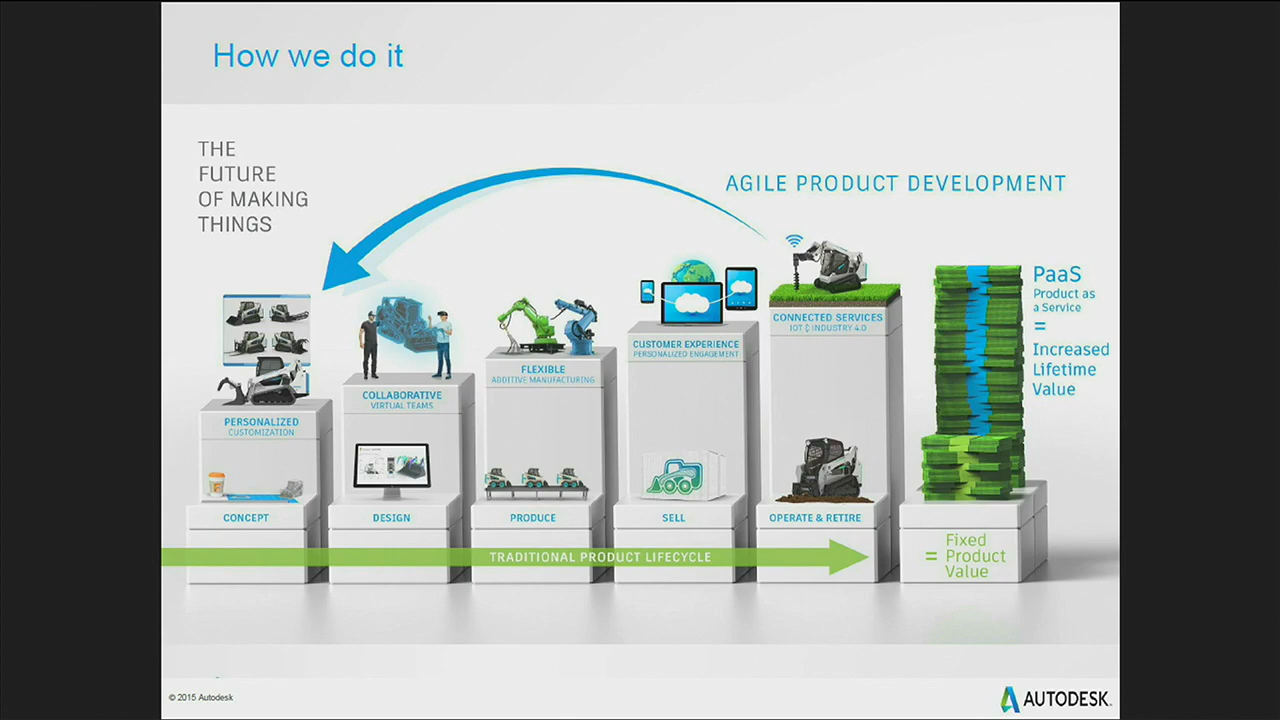 How we do it
THE
FUTURE
OF MAKING
THINGS
AGILE PRODUCT DEVELOPMENT
PERSONALIZED
CUSTOMIZATION
COLLABORATIVE
VIRTUAL TEAMS
FLEXIBLE
ADDITIVE MANUFACTURING
CUSTOMER EXPERIENCE
PERSONALIZED ENGAGEMENT
CONNECTED SERVICES
IOT & INDUSTRY 4.0
PaaS
Product as
a Service
=
Increased
Lifetime
Value
CONCEPT
DESIGN
PRODUCE
SELL
OPERATE & RETIRE
TRADITIONAL PRODUCT LIFECYCLE
Fixed
= Product
Value
© 2015 Autodesk
AUTODESK.